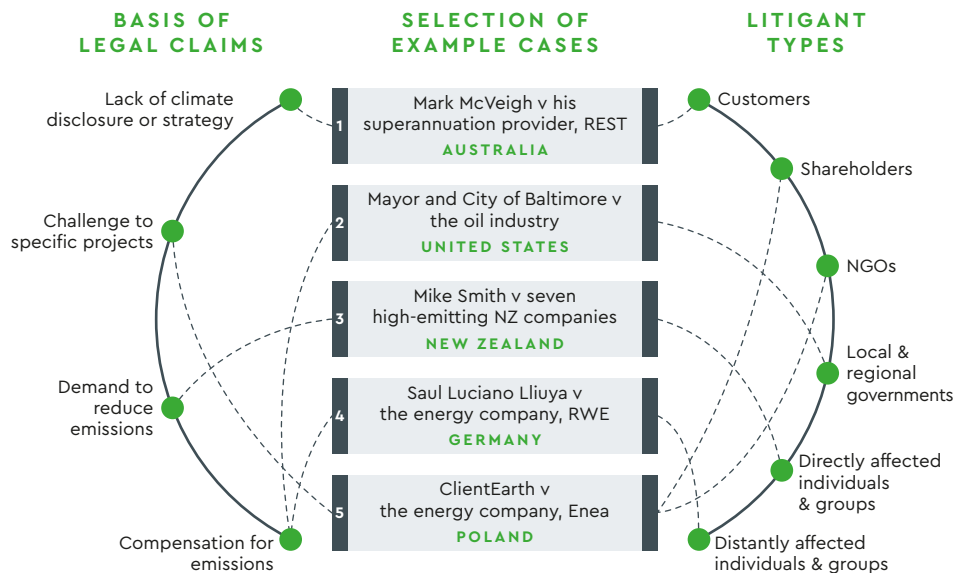 BASIS OF
LEGAL CLAIMS
SELECTION OF
EXAMPLE CASES
LITIGANT
TYPES
Lack of climate
disclosure or strategy
Challenge to
specific projects
Demand to
reduce
emissions
Compensation for
emissions
1
Mark McVeigh v his
superannuation provider, REST
AUSTRALIA
2
Mayor and City of Baltimore v
the oil industry
UNITED STATES
3
Mike Smith v seven
high-emitting NZ companies
NEW ZEALAND
4
Saul Luciano Lliuya v
the energy company, RWE
GERMANY
5
ClientEarth v
the energy company, Enea
POLAND
Customers
Shareholders
NGOs
Local &
regional
governments
Directly affected
individuals
& groups
Distantly affected
individuals & groups